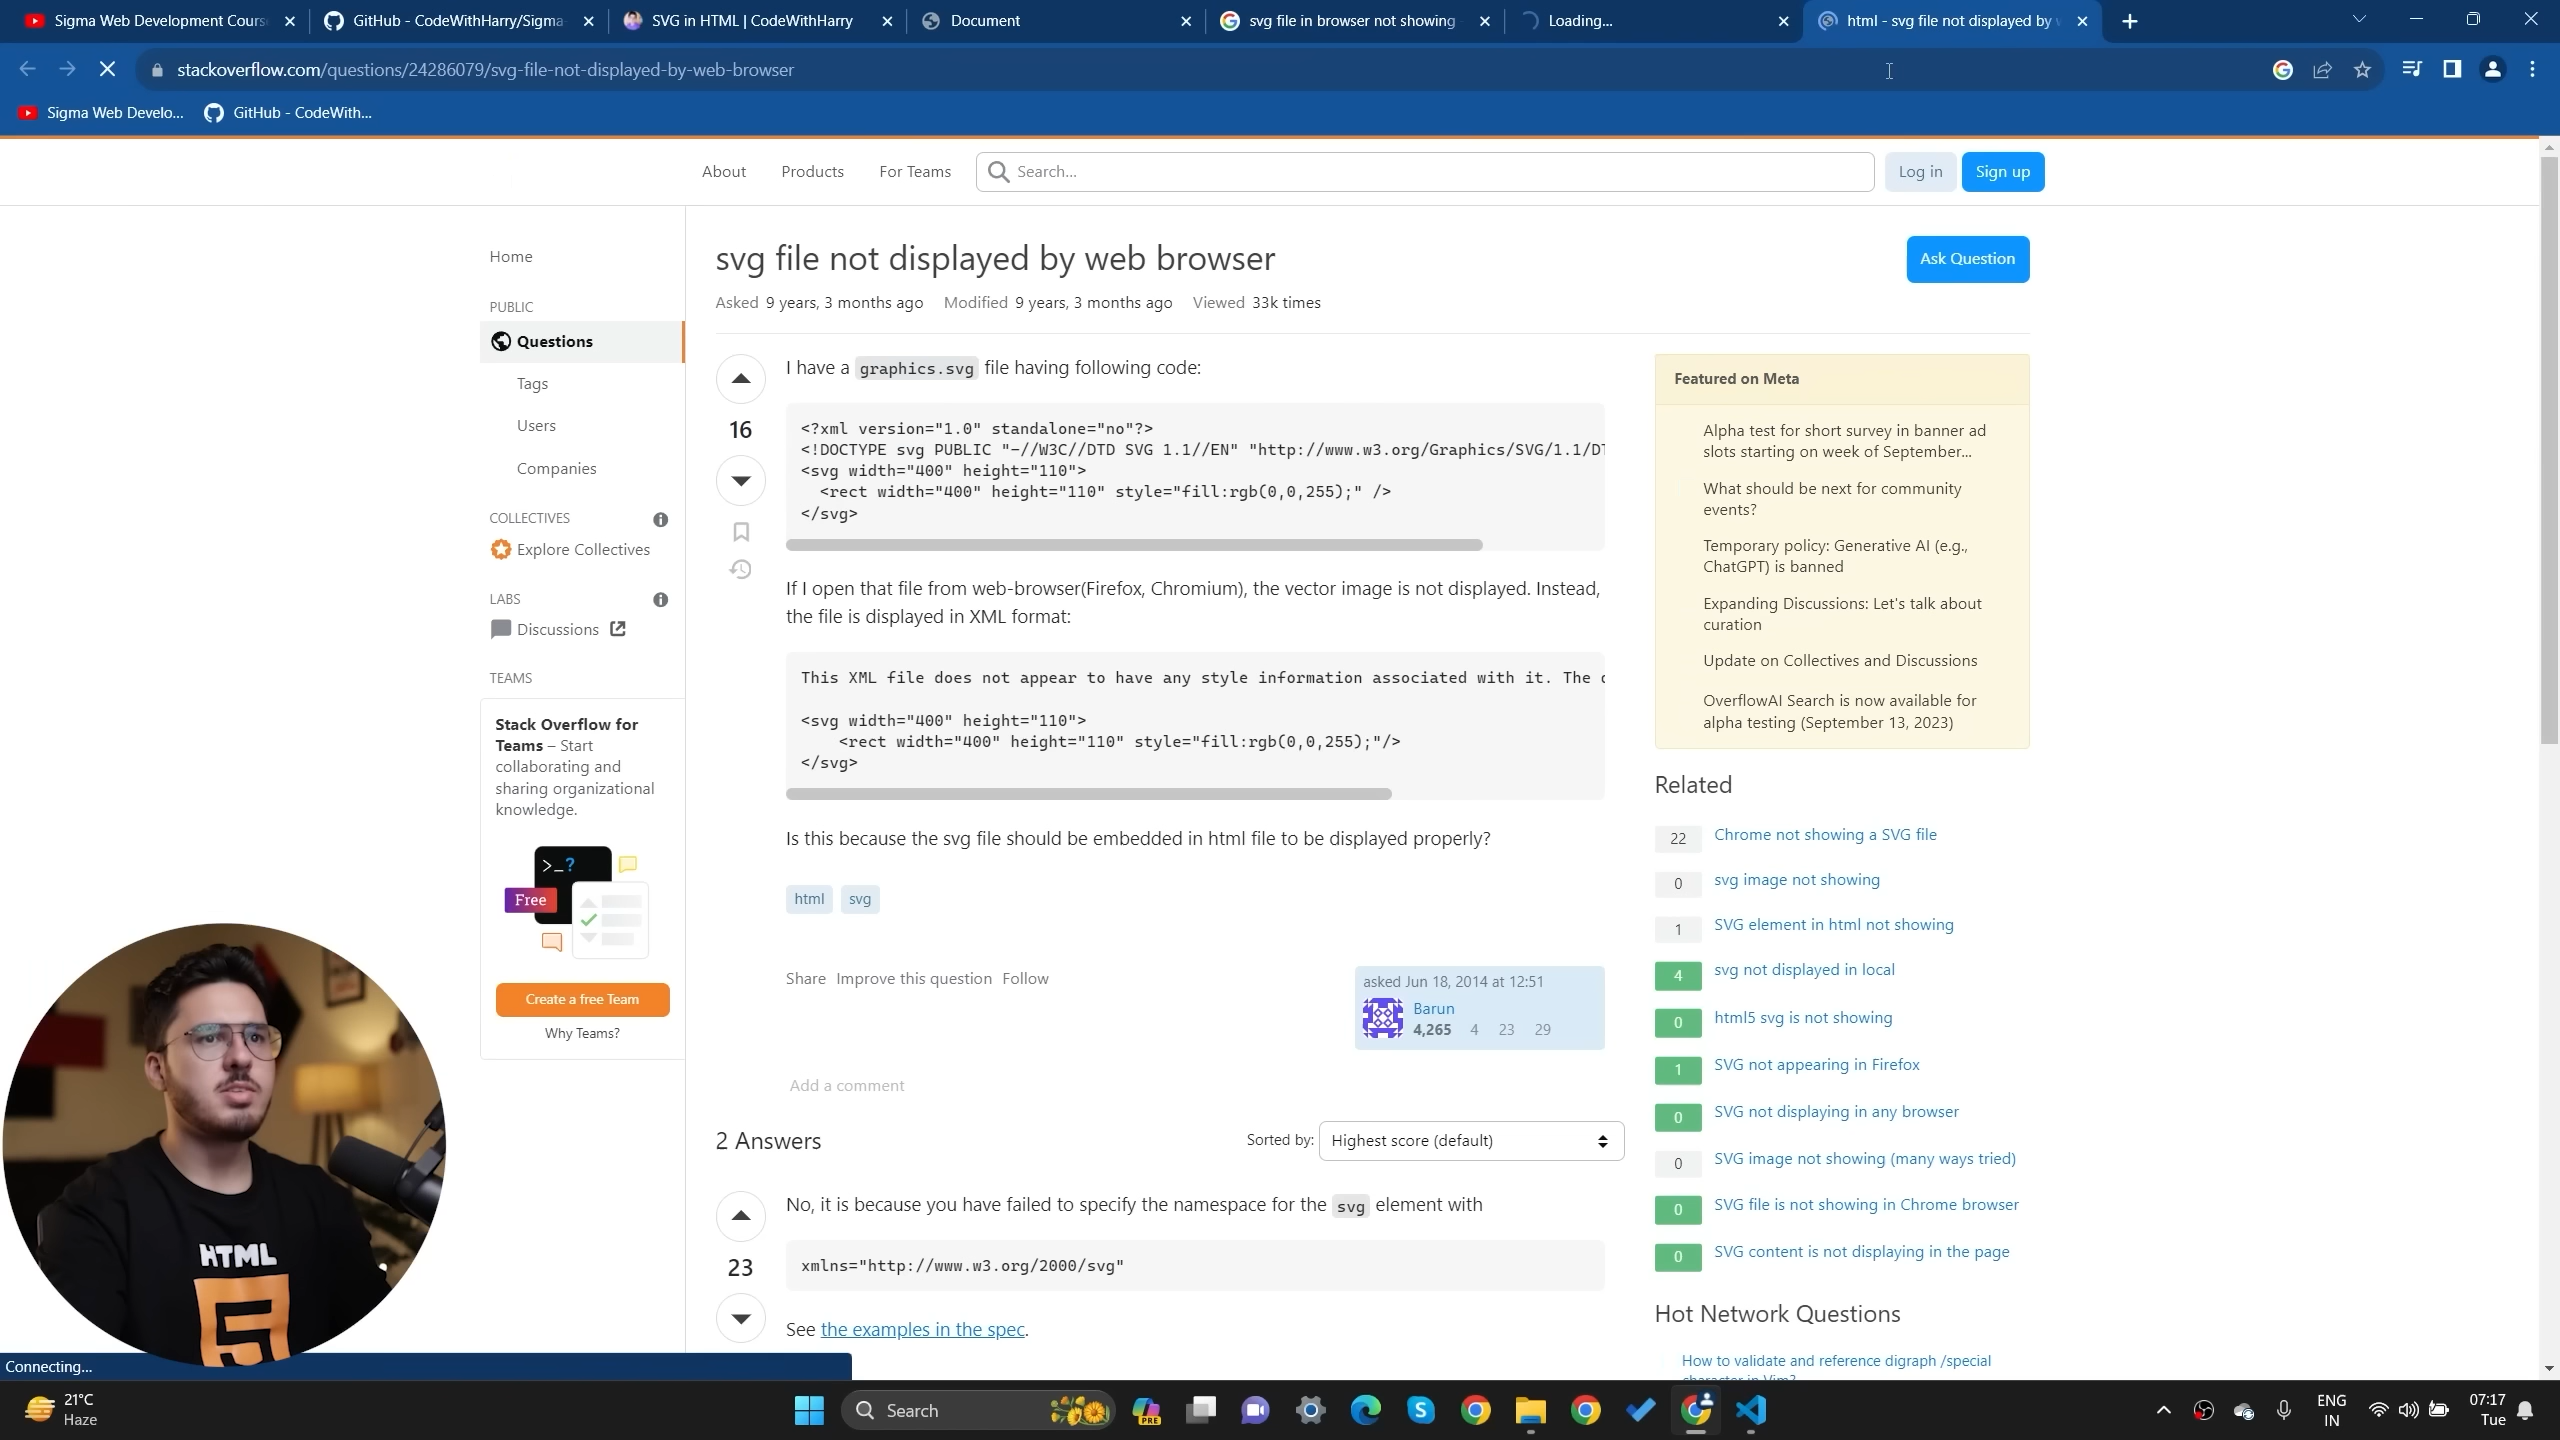 Sigma Web Development Cours
GitHub - CodeWithHarry/Sigma-
SVG in HTML | CodeWithHarry
Document
svg file in browser not showing
Loading...
html - svg file not displayed by w
stackoverflow.com/questions/24286079/svg-file-not-displayed-by-web-browser
Sigma Web Develo...
GitHub - CodeWith...
About
Products
For Teams
Search...
Log in
Sign up
Home
PUBLIC
Questions
Tags
Users
Companies
COLLECTIVES
Explore Collectives
LABS
Discussions
TEAMS
Stack Overflow for
Teams – Start
collaborating and
sharing organizational
knowledge.
>_?
Free
Create a free Team
Why Teams?
svg file not displayed by web browser
Ask Question
Asked 9 years, 3 months ago Modified 9 years, 3 months ago Viewed 33k times
16
I have a graphics.svg file having following code:
<?xml version="1.0" standalone="no"?>
<!DOCTYPE svg PUBLIC "-//W3C//DTD SVG 1.1//EN" "http://www.w3.org/Graphics/SVG/1.1/DT
<svg width="400" height="110">
<rect width="400" height="110" style="fill:rgb(0,0,255);" />
</svg>
If I open that file from web-browser(Firefox, Chromium), the vector image is not displayed. Instead,
the file is displayed in XML format:
This XML file does not appear to have any style information associated with it. The d
<svg width="400" height="110">
<rect width="400" height="110" style="fill:rgb(0,0,255);"/>
</svg>
Is this because the svg file should be embedded in html file to be displayed properly?
html svg
Share Improve this question Follow
asked Jun 18, 2014 at 12:51
Barun
4,265 4 23 29
Add a comment
2 Answers
Sorted by: Highest score (default)
23
No, it is because you have failed to specify the namespace for the svg element with
xmlns="http://www.w3.org/2000/svg"
See the examples in the spec.
Featured on Meta
Alpha test for short survey in banner ad
slots starting on week of September...
What should be next for community
events?
Temporary policy: Generative AI (e.g.,
ChatGPT) is banned
Expanding Discussions: Let's talk about
curation
Update on Collectives and Discussions
OverflowAI Search is now available for
alpha testing (September 13, 2023)
Related
22 Chrome not showing a SVG file
0 svg image not showing
1 SVG element in html not showing
4 svg not displayed in local
0 html5 svg is not showing
1 SVG not appearing in Firefox
0 SVG not displaying in any browser
0 SVG image not showing (many ways tried)
0 SVG file is not showing in Chrome browser
0 SVG content is not displaying in the page
Hot Network Questions
How to validate and reference digraph /special
character in Vim?
HTML
5
Connecting...
21°C
Haze
Search
PRE
ENG
IN
07:17
Tue